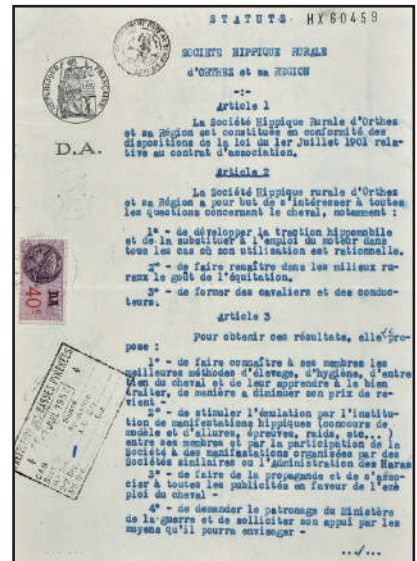 STATUTS
HX 60459
SOCIETE HIPPIQUE RURALE
d'ORTHEZ et sa REGION
-:-
Article 1
La Société Hippique Rurale d'Orthez
et sa Région est constituée en conformité des
dispositions de la loi du 1er Juillet 1901 rela-
tive au contrat d'association.
D.A.
Article 2
La Société Hippique rurale d'Orthez
et sa Région a pour but de s'intéresser à toutes
les questions concernant le cheval, notamment :
1° - de développer la traction hippomobile
et de la substituer à l'emploi du moteur dans
tous les cas où son utilisation est rationnelle.
2° - de faire renaître dans les milieux ru-
raux le goût de l'équitation.
3° - de former des cavaliers et des conduc-
teurs.
40c
Article 3
Pour obtenir ces résultats, elle pro-
pose :
1° - de faire connaître à ses membres les
meilleures méthodes d'élevage, d'hygiène, d'entre
tien du cheval et de leur apprendre à le bien
traiter, de manière a diminuer son prix de
revient -
2° - de stimuler l'émulation par l'institu-
tion de manifestations hippiques (concours de
modèle et d'allures, épreuves, raids, etc...)
entre ses membres et par la participation de la
Société à des manifestations organisées par des
Sociétés similaires ou l'Administration des Haras
3° - de faire de la propagande et de s'asso-
cier à toutes les publicités en faveur de l'em
ploi du cheval -
4° - de demander le patronage du Ministère
de la guerre et de solliciter son appui par les
moyens qu'il pourra envisager -
.../...